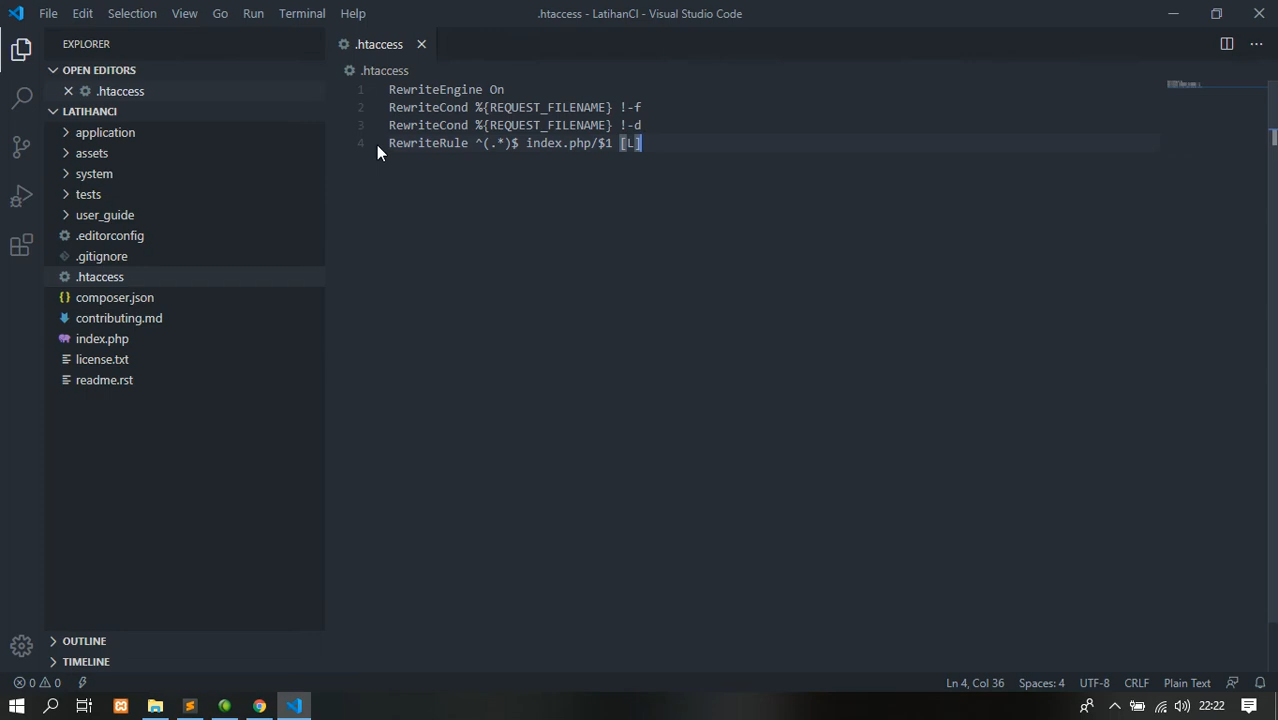 File Edit Selection View Go Run Terminal Help
.htaccess - LatihanCI - Visual Studio Code
EXPLORER
OPEN EDITORS
.htaccess
LATIHANCI
application
assets
system
tests
user_guide
.editorconfig
.gitignore
.htaccess
composer.json
contributing.md
index.php
license.txt
readme.rst
OUTLINE
TIMELINE
.htaccess
.htaccess
1 RewriteEngine On
2 RewriteCond %{REQUEST_FILENAME} !-f
3 RewriteCond %{REQUEST_FILENAME} !-d
4 RewriteRule ^(.*)$ index.php/$1 [L]
0 0
Ln 4, Col 36 Spaces: 4 UTF-8 CRLF Plain Text
22:22